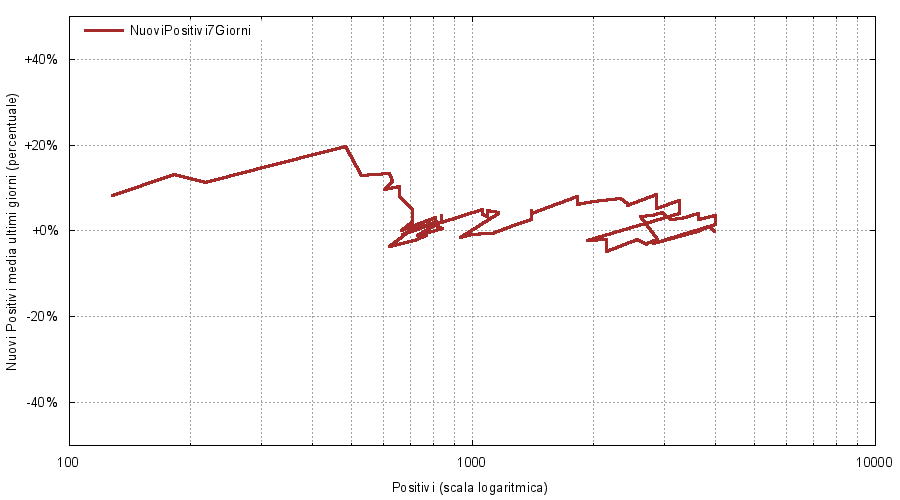 NuoviPositivi7Giorni
+40%
+20%
+0%
-20%
-40%
Nuovi Positivi media ultimi giorni (percentuale)
100
1000
10000
Positivi (scala logaritmica)